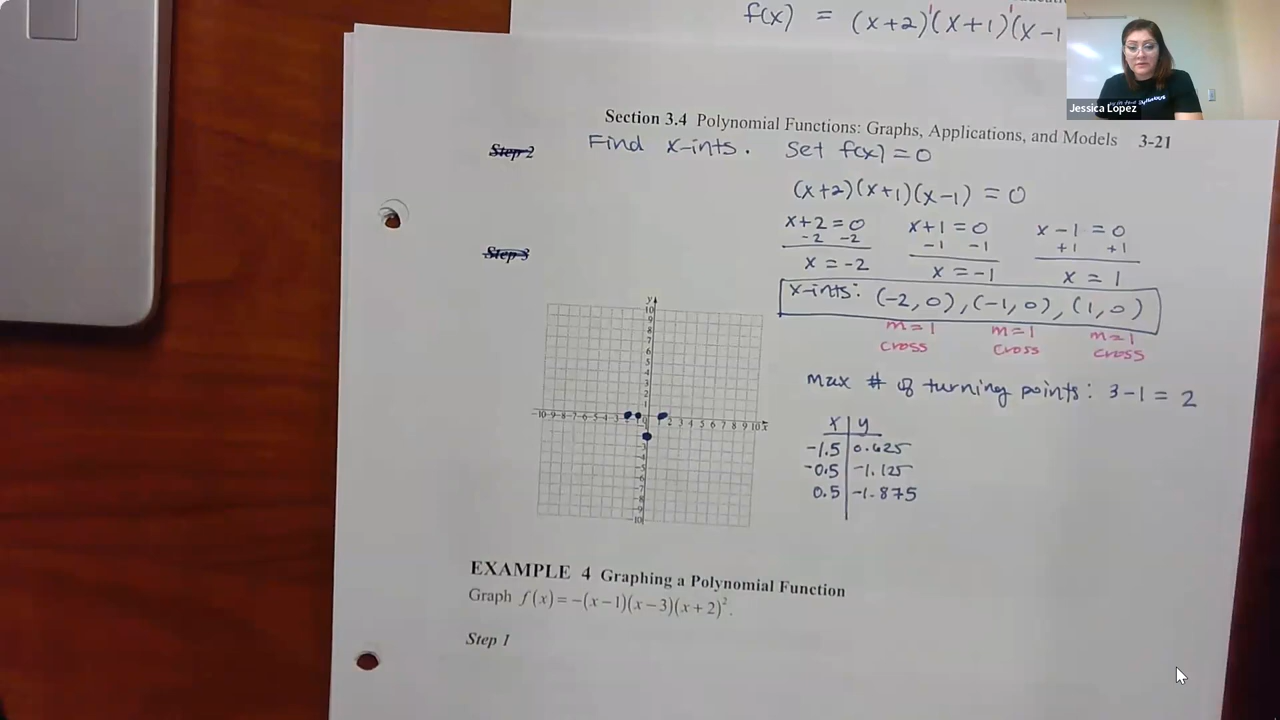 f(x) = (x+2)¹(x+1)¹(x-1
Jessica Lopez
Section 3.4 Polynomial Functions: Graphs, Applications, and Models 3-21
Step 2 Find x-ints. Set f(x) = 0
(x+2)(x+1)(x-1) = 0
x+2=0 x+1=0 x-1=0
-2 -2 -1 -1 +1 +1
x = -2 x = -1 x = 1
Step 3
x-ints: (-2, 0), (-1, 0), (1, 0)
m=1 m=1 m=1
cross cross cross
max # of turning points: 3-1 = 2
x y
-1.5 0.625
-0.5 -1.125
0.5 -1.875
EXAMPLE 4 Graphing a Polynomial Function
Graph f(x)=-(x-1)(x-3)(x+2)².
Step 1